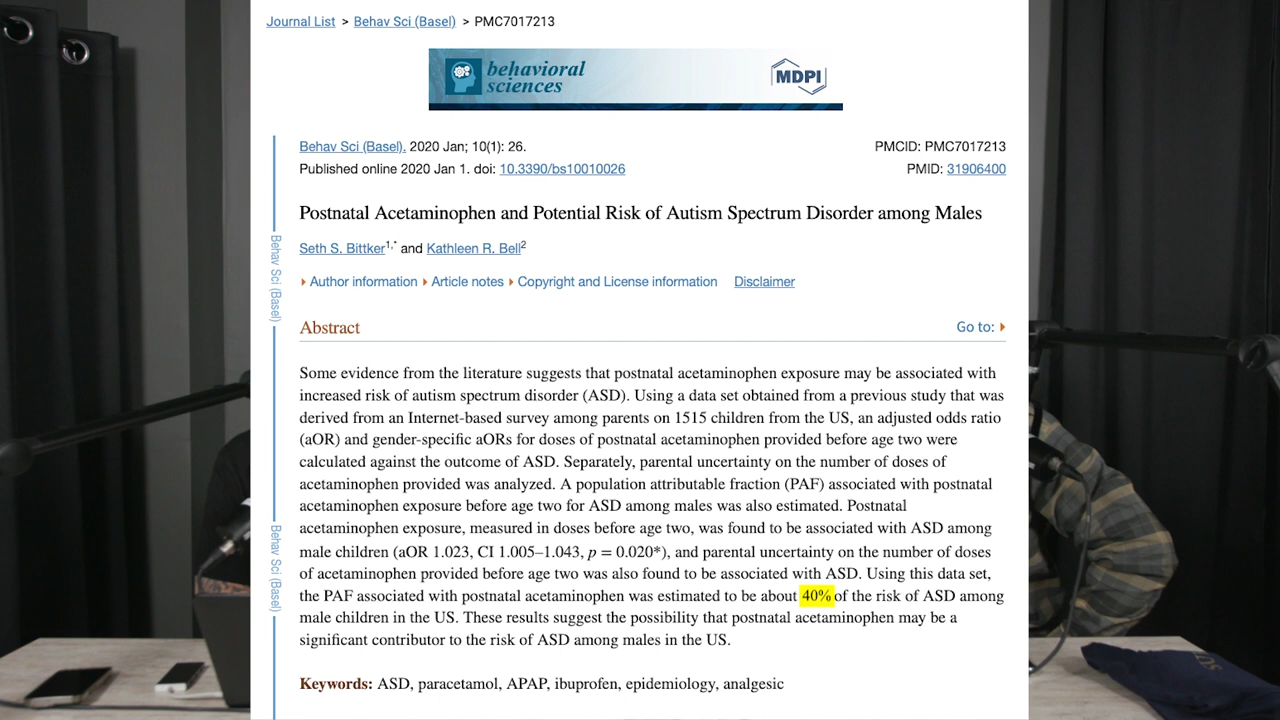 Journal List > Behav Sci (Basel) > PMC7017213
behavioral
sciences
MDPI
Behav Sci (Basel). 2020 Jan; 10(1): 26.
PMCID: PMC7017213
Published online 2020 Jan 1. doi: 10.3390/bs10010026
PMID: 31906400
Postnatal Acetaminophen and Potential Risk of Autism Spectrum Disorder among Males
Seth S. Bittker1,* and Kathleen R. Bell2
Author information Article notes Copyright and License information Disclaimer
Abstract
Go to:
Some evidence from the literature suggests that postnatal acetaminophen exposure may be associated with
increased risk of autism spectrum disorder (ASD). Using a data set obtained from a previous study that was
derived from an Internet-based survey among parents on 1515 children from the US, an adjusted odds ratio
(aOR) and gender-specific aORs for doses of postnatal acetaminophen provided before age two were
calculated against the outcome of ASD. Separately, parental uncertainty on the number of doses of
acetaminophen provided was analyzed. A population attributable fraction (PAF) associated with postnatal
acetaminophen exposure before age two for ASD among males was also estimated. Postnatal
acetaminophen exposure, measured in doses before age two, was found to be associated with ASD among
male children (aOR 1.023, CI 1.005–1.043, p = 0.020*), and parental uncertainty on the number of doses
of acetaminophen provided before age two was also found to be associated with ASD. Using this data set,
the PAF associated with postnatal acetaminophen was estimated to be about 40% of the risk of ASD among
male children in the US. These results suggest the possibility that postnatal acetaminophen may be a
significant contributor to the risk of ASD among males in the US.
Keywords: ASD, paracetamol, APAP, ibuprofen, epidemiology, analgesic
Behav Sci (Basel)
Behav Sci (Basel)